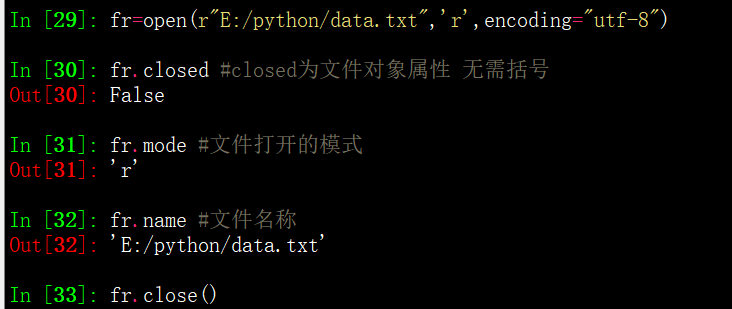 In [29]: fr=open(r"E:/python/data.txt",'r',encoding="utf-8")
In [30]: fr.closed #closed为文件对象属性 无需括号
Out[30]: False
In [31]: fr.mode #文件打开的模式
Out[31]: 'r'
In [32]: fr.name #文件名称
Out[32]: 'E:/python/data.txt'
In [33]: fr.close()